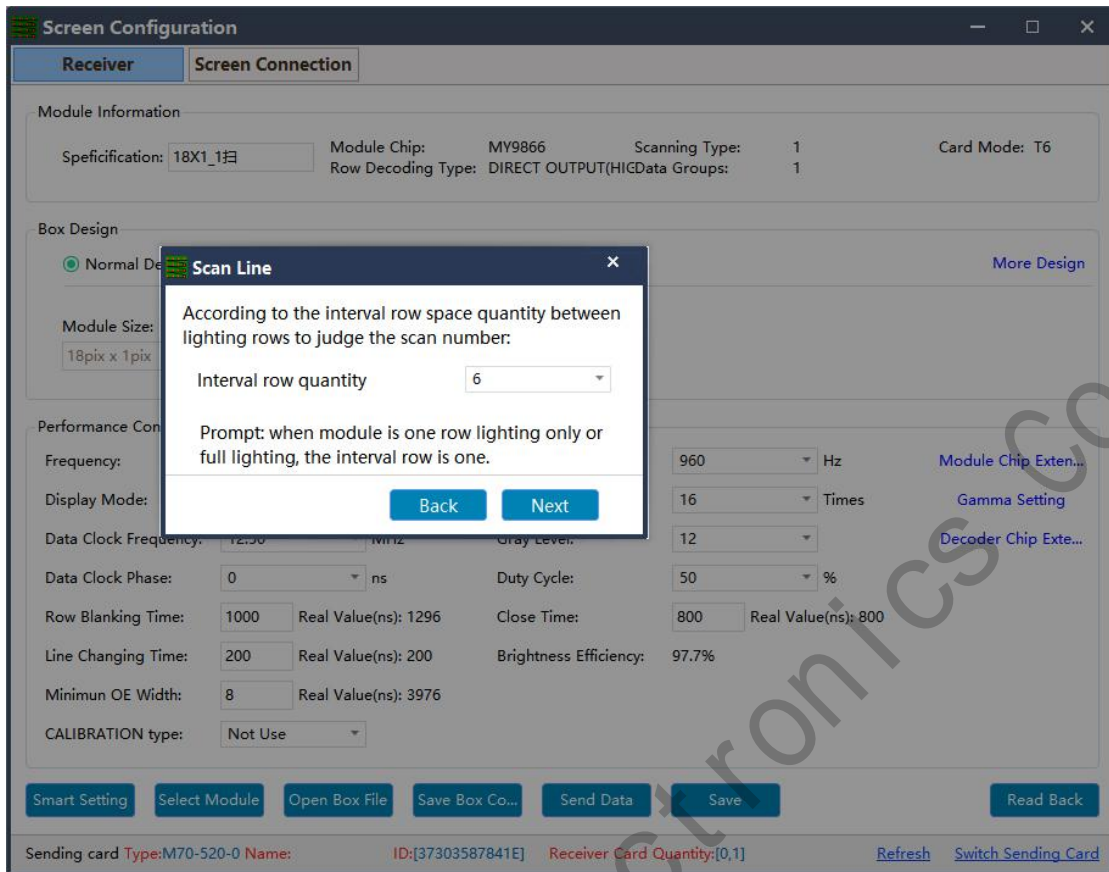 Screen Configuration
Receiver Screen Connection
Module Information
Speficification: 18X1_1扫 Module Chip: MY9866 Scanning Type: 1 Card Mode: T6
Row Decoding Type: DIRECT OUTPUT(HIG Data Groups: 1
Box Design
Normal De More Design
Scan Line
According to the interval row space quantity between
lighting rows to judge the scan number:
Interval row quantity 6
Prompt: when module is one row lighting only or
full lighting, the interval row is one.
Back Next
Module Size:
18pix x 1pix
Performance Con
Frequency: 960 Hz Module Chip Exten...
Display Mode: 16 Times Gamma Setting
Data Clock Frequency: 12.50 MHz Gray Level: 12 Decoder Chip Exte...
Data Clock Phase: 0 ns Duty Cycle: 50 %
Row Blanking Time: 1000 Real Value(ns): 1296 Close Time: 800 Real Value(ns): 800
Line Changing Time: 200 Real Value(ns): 200 Brightness Efficiency: 97.7%
Minimun OE Width: 8 Real Value(ns): 3976
CALIBRATION type: Not Use
Smart Setting Select Module Open Box File Save Box Co... Send Data Save Read Back
Sending card Type:M70-520-0 Name: ID:[37303587841E] Receiver Card Quantity:[0,1] Refresh Switch Sending Card
ctronics Co